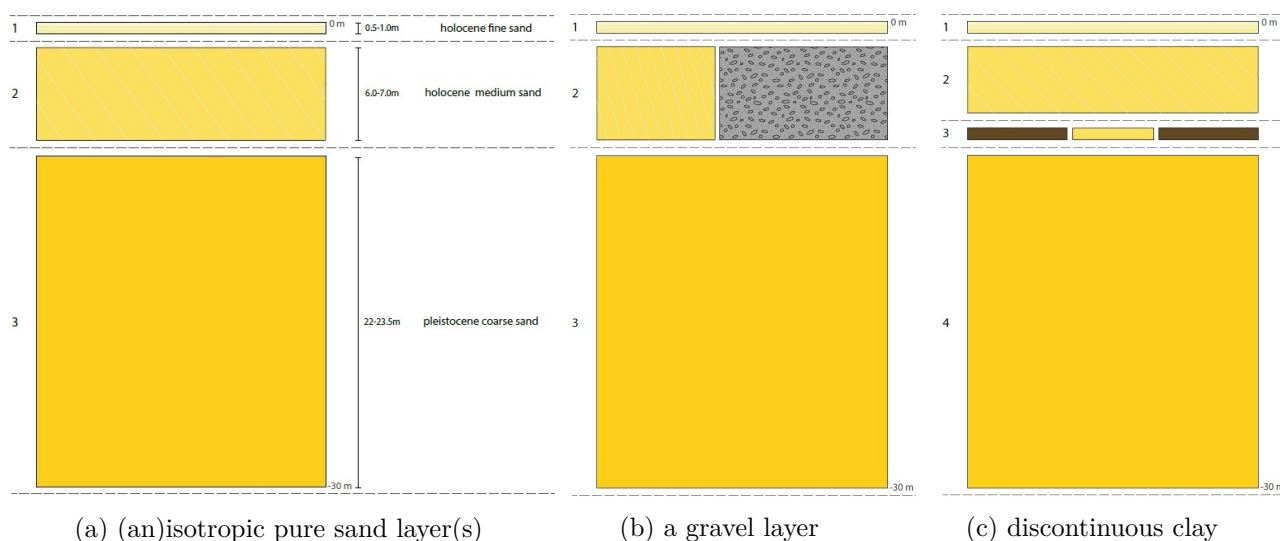 1 0 m 0.5-1.0m holocene fine sand
2 6.0-7.0m holocene medium sand
3 22-23.5m pleistocene coarse sand
-30 m
(a) (an)isotropic pure sand layer(s)
1 0 m
2
3
-30 m
(b) a gravel layer
1 0 m
2
3
4
-30 m
(c) discontinuous clay